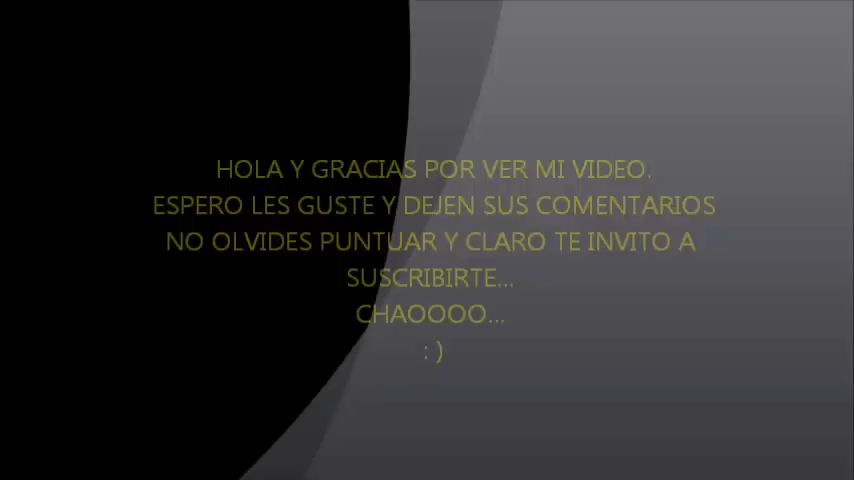 HOLA Y GRACIAS POR VER MI VIDEO.
ESPERO LES GUSTE Y DEJEN SUS COMENTARIOS
NO OLVIDES PUNTUAR Y CLARO TE INVITO A
SUSCRIBIRTE...
CHAOOOO...
: )